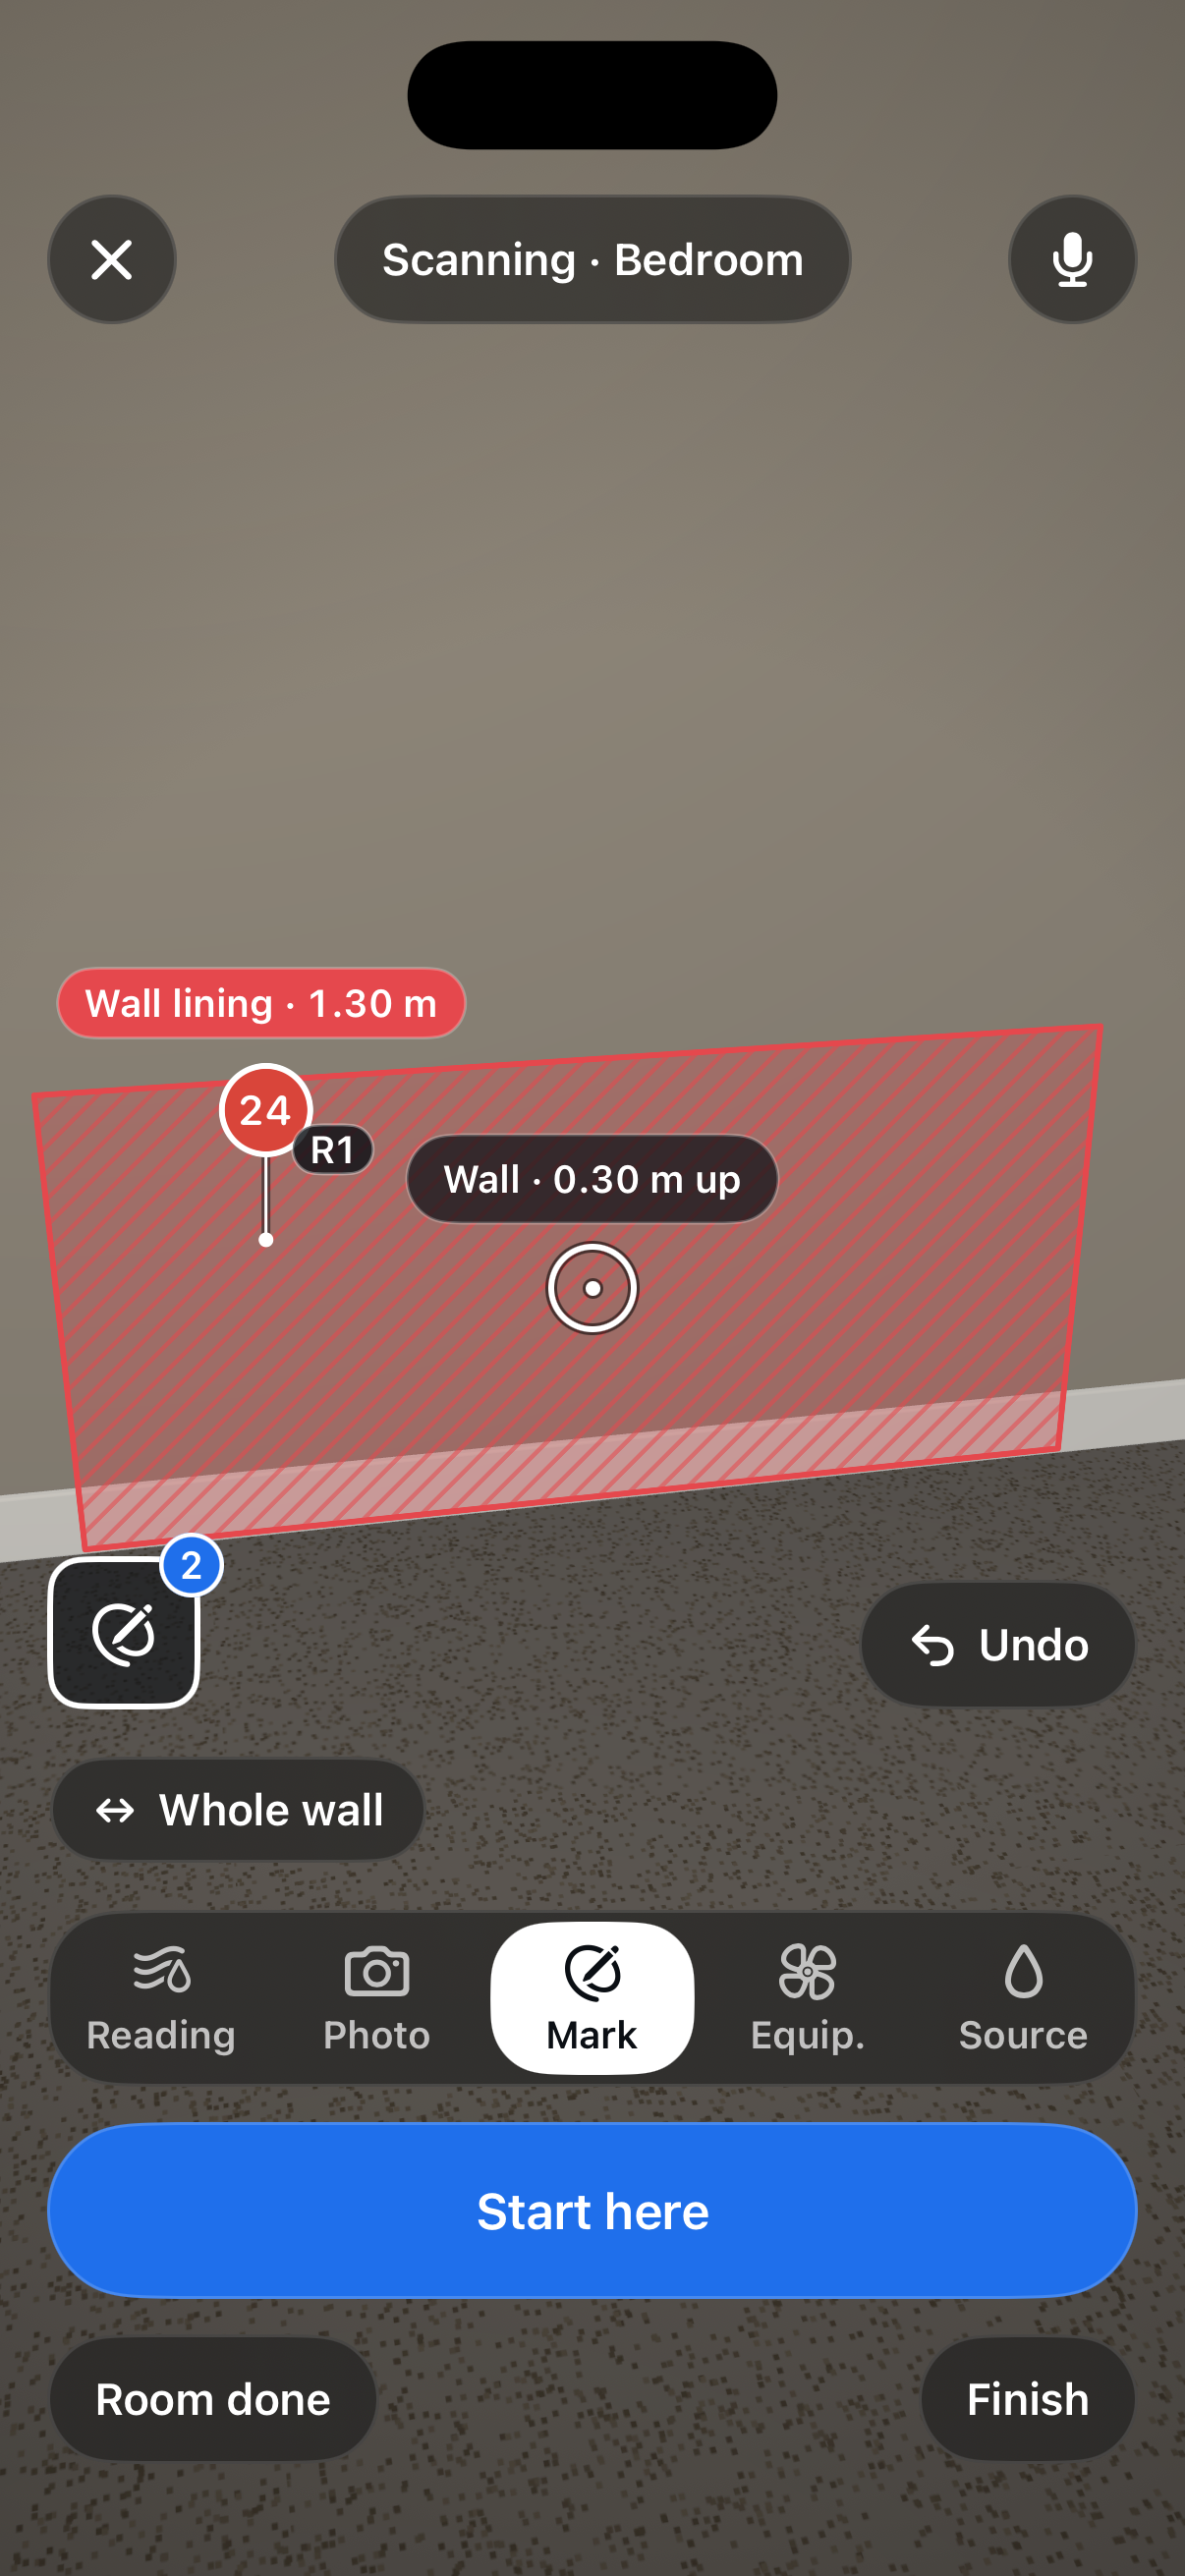 Scanning · Bedroom
Wall lining · 1.30 m
24
R1
Wall · 0.30 m up
2
Undo
Whole wall
Reading
Photo
Mark
Equip.
Source
Start here
Room done
Finish